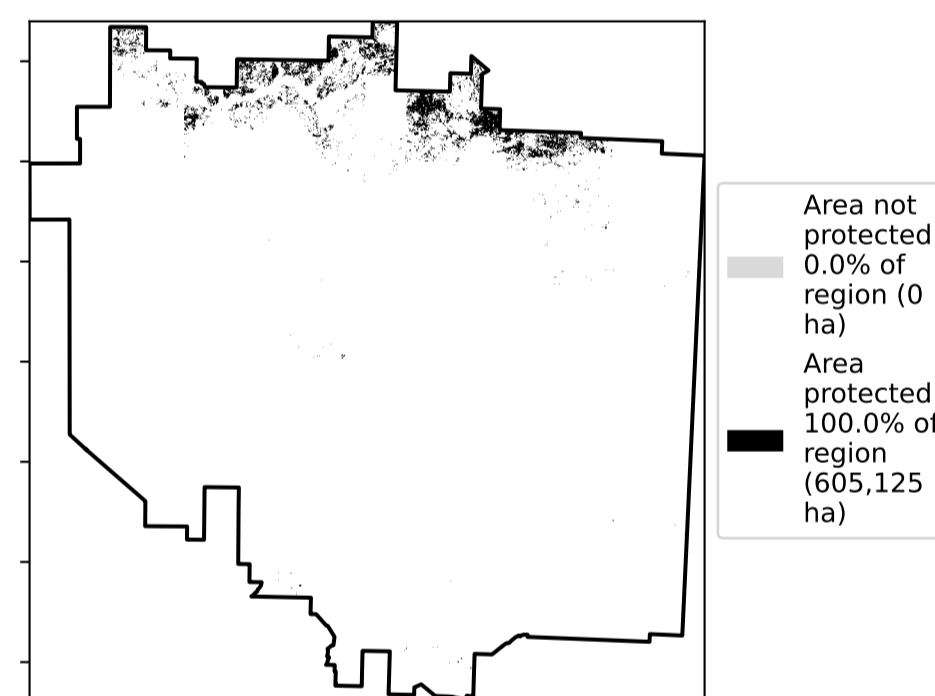 Area not
protected
0.0% of
region (0
ha)
Area
protected
100.0% of
region
(605,125
ha)